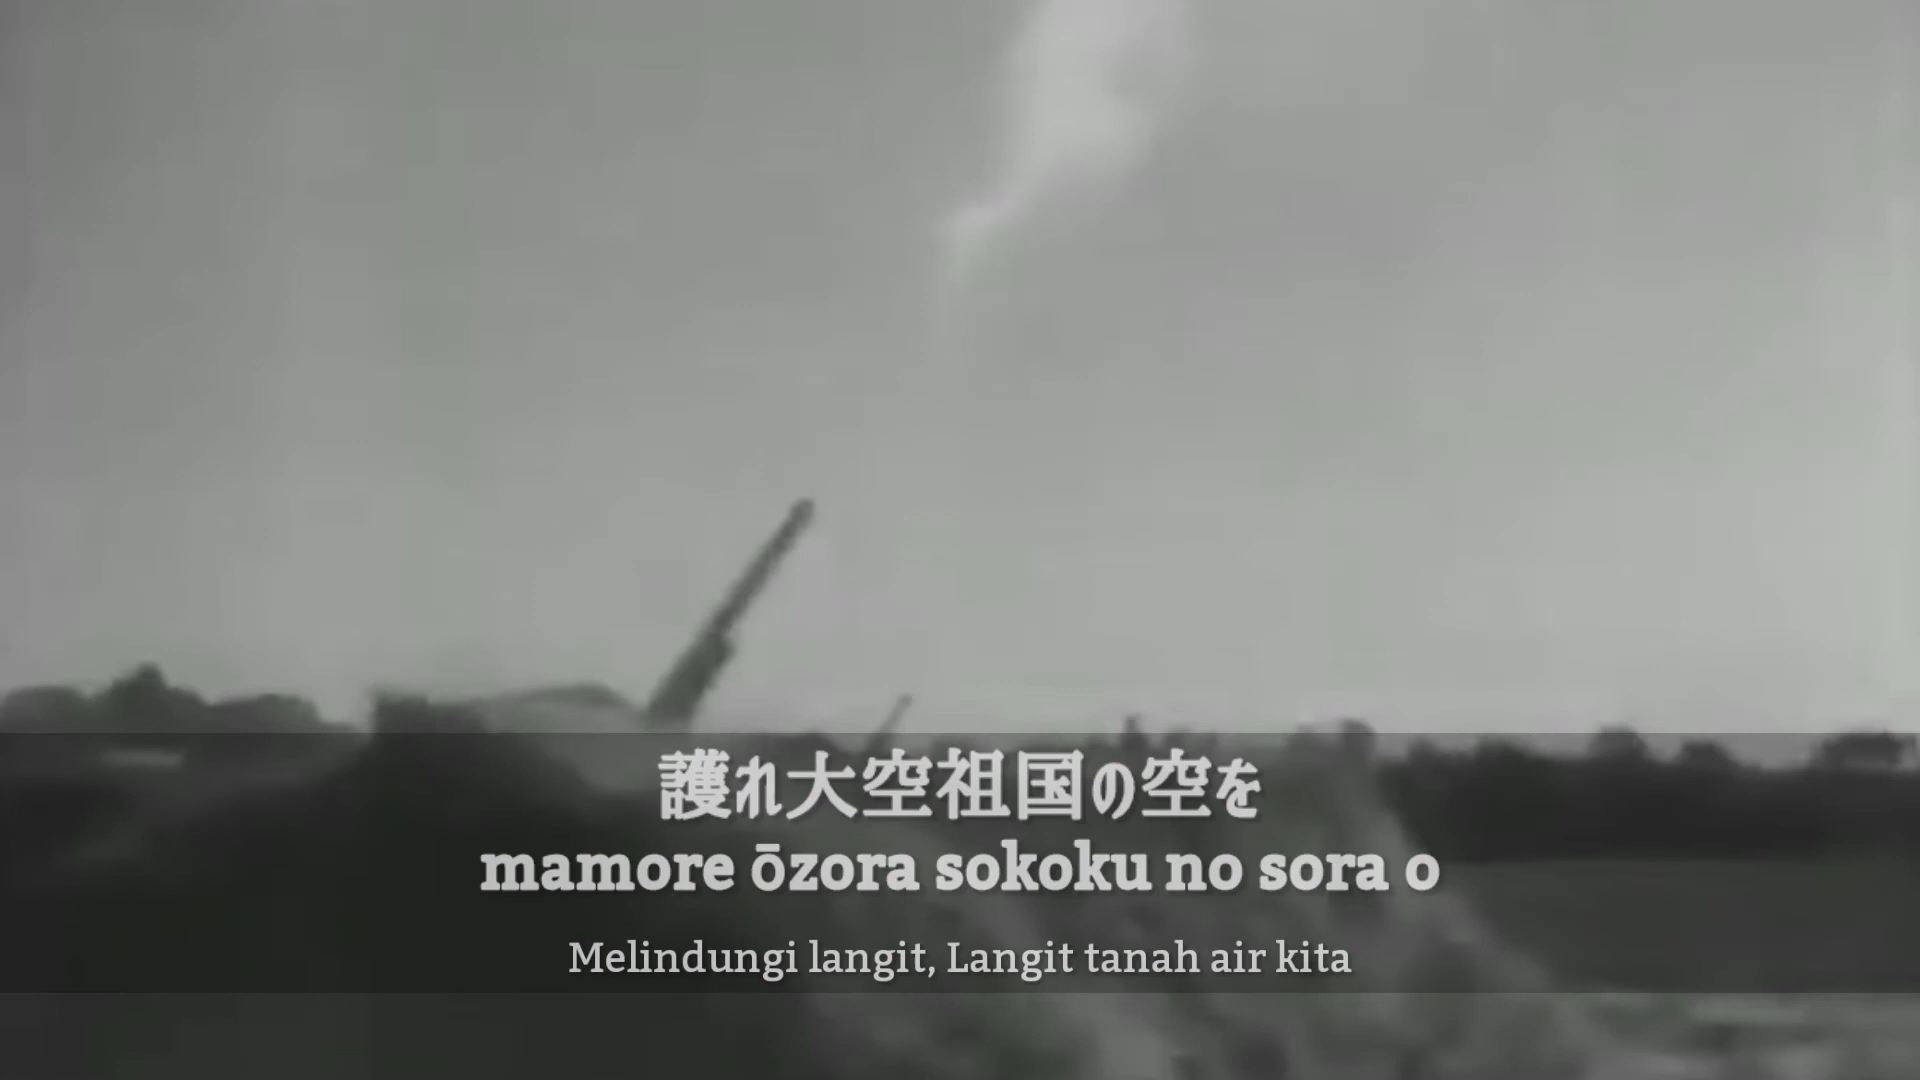 護れ大空祖国の空を
mamore ōzora sokoku no sora o
Melindungi langit, Langit tanah air kita